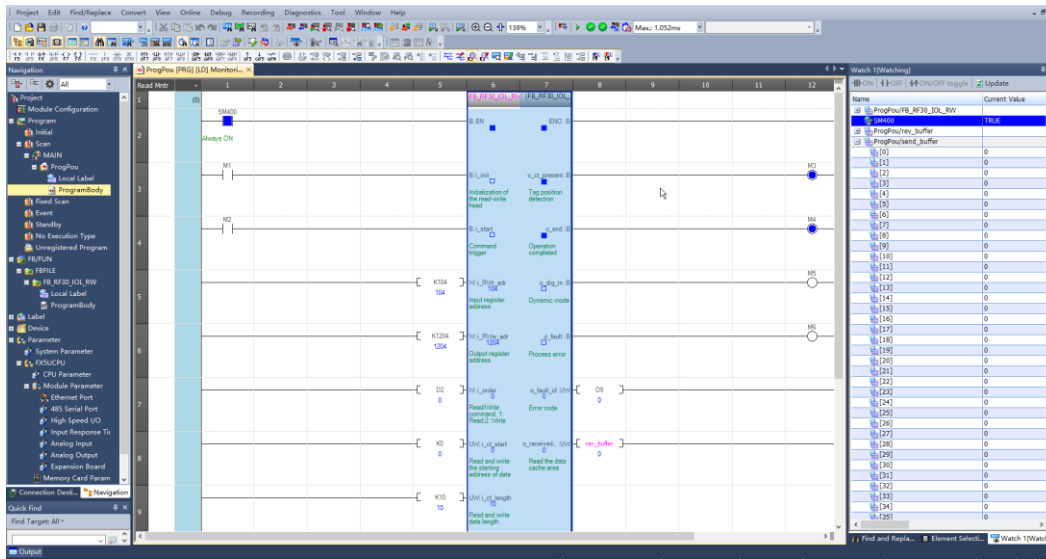 Project Edit Find/Replace Convert View Online Debug Recording Diagnostics Tool Window Help
139%
Max.: 1.052ms
Navigation
ProgPou [PRG] [LD] Monitori...
Watch 1[Watching]
All
Read Mntr
1 2 3 4 5 6 7 8 9 10 11 12
ON OFF ON/OFF toggle Update
Name Current Value
Project
Module Configuration
Program
Initial
Scan
MAIN
ProgPou
Local Label
ProgramBody
Fixed Scan
Event
Standby
No Execution Type
Unregistered Program
FB/FUN
FBFILE
FB_RF30_IOL_RW
Local Label
ProgramBody
Label
Device
Parameter
System Parameter
FX5UCPU
CPU Parameter
Module Parameter
Ethernet Port
485 Serial Port
High Speed I/O
Input Response Tir
Analog Input
Analog Output
Expansion Board
Memory Card Param
Connection Desti...
Navigation
Quick Find
Find Target: All
Output
1
(0)
FB_RF30_IOL_RW (FB_RF30_IOL_
2
SM400
B: EN ENO :B
Always ON
3
M1
B: i_init o_ct_present :B
M3
Initialization of the read-write head
Tag position detection
4
M2
B: i_start o_end :B
M4
Command trigger
Operation completed
5
K104
104
104
o_dig_in :B
M5
Input register address
Dynamic mode
6
K1204
1204
1204
o_fault :B
M6
Output register address
Process error
7
D2
0
i_order
0
o_fault_id :UW
0
D9
0
Read/Write command, 1: Read;2: Write
Error code
8
K0
0
UW: i_ct_start
0
o_received.. :UW
rev_buffer
0
Read and write the starting address of data
Read the data cache area
9
K10
10
UW: i_ct_length
10
Read and write data length
ProgPou/FB_RF30_IOL_RW
SM400 TRUE
ProgPou/rev_buffer
ProgPou/send_buffer
[0] 0
[1] 0
[2] 0
[3] 0
[4] 0
[5] 0
[6] 0
[7] 0
[8] 0
[9] 0
[10] 0
[11] 0
[12] 0
[13] 0
[14] 0
[15] 0
[16] 0
[17] 0
[18] 0
[19] 0
[20] 0
[21] 0
[22] 0
[23] 0
[24] 0
[25] 0
[26] 0
[27] 0
[28] 0
[29] 0
[30] 0
[31] 0
[32] 0
[33] 0
[34] 0
[35] 0
Find and Repla... Element Selecti... Watch 1[Watch